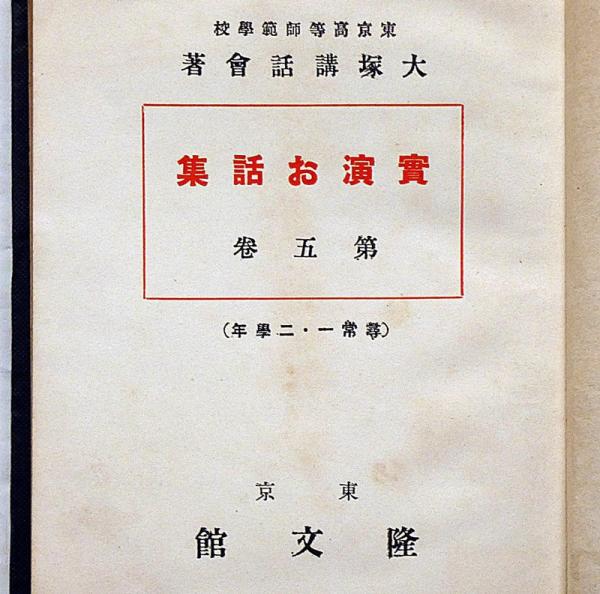 東京高等師範學校
大塚講話會著
實演お話集
第五卷
(尋常一・二學年)
東京
隆文館